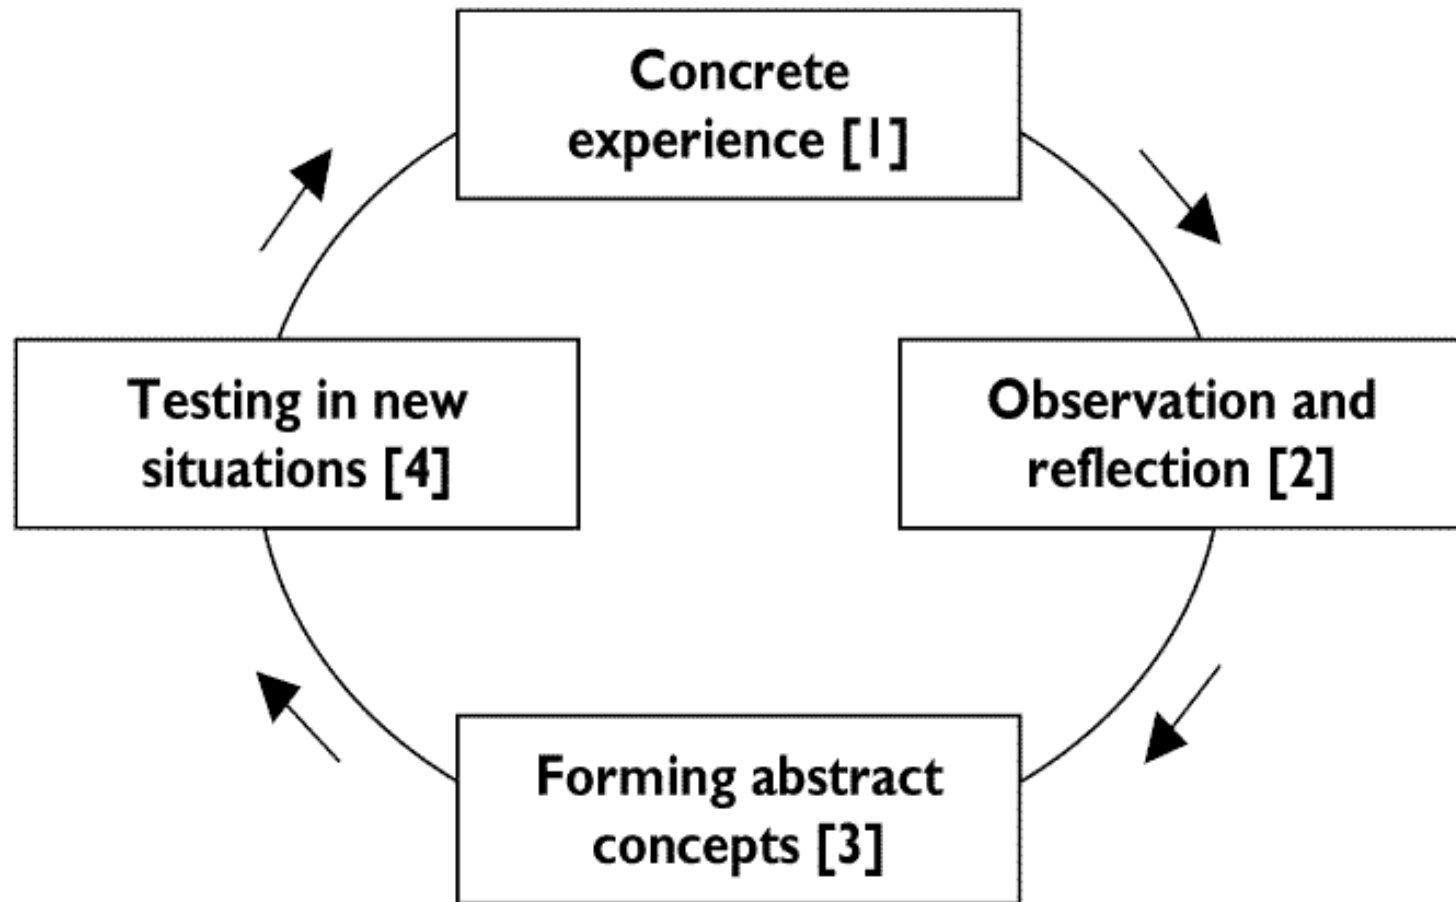 Concrete
experience [1]
Observation and
reflection [2]
Forming abstract
concepts [3]
Testing in new
situations [4]